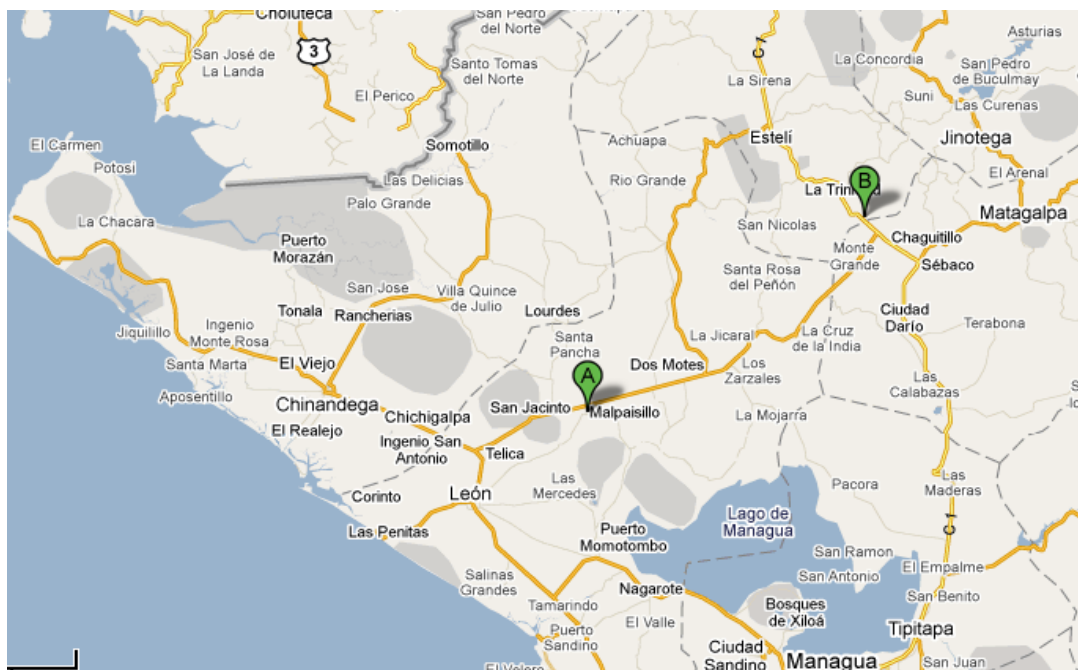 San Pedro
del Norte
Choluteca
3
San José de
La Landa
Santo Tomas
del Norte
El Perico
C-1
La Sirena
La Concordia
Asturias
San Pedro
de Buculmay
Suni
Las Curenas
Jinotega
El Carmen
Potosi
Somotillo
Achuapa
Estelí
El Arenal
Las Delicias
Rio Grande
B
La Trinidad
Matagalpa
La Chacara
Palo Grande
San Nicolas
Chaguitillo
Puerto
Morazán
Monte
Grande
Sébaco
Santa Rosa
del Peñón
San Jose
Villa Quince
de Julio
Tonala
Rancherias
Lourdes
Ciudad
Darío
Terabona
Jiquilillo
Ingenio
Monte Rosa
Santa
Pancha
La Jicaral
La Cruz
de la India
Santa Marta
El Viejo
Dos Motes
Los
Zarzales
A
Aposentillo
Las
Calabazas
Chinandega
Chichigalpa
San Jacinto
Malpaisillo
La Mojarra
El Realejo
Ingenio San
Antonio
Telica
Las
Mercedes
Pacora
Las
Maderas
Corinto
León
Lago de
Managua
C-1
Las Penitas
Puerto
Momotombo
San Ramon
El Empalme
San Antonio
Salinas
Grandes
Nagarote
San Benito
Tamarindo
Bosques
de Xiloá
El Valle
Tipitapa
Puerto
Sandino
Ciudad
Sandino
Managua
San Juan